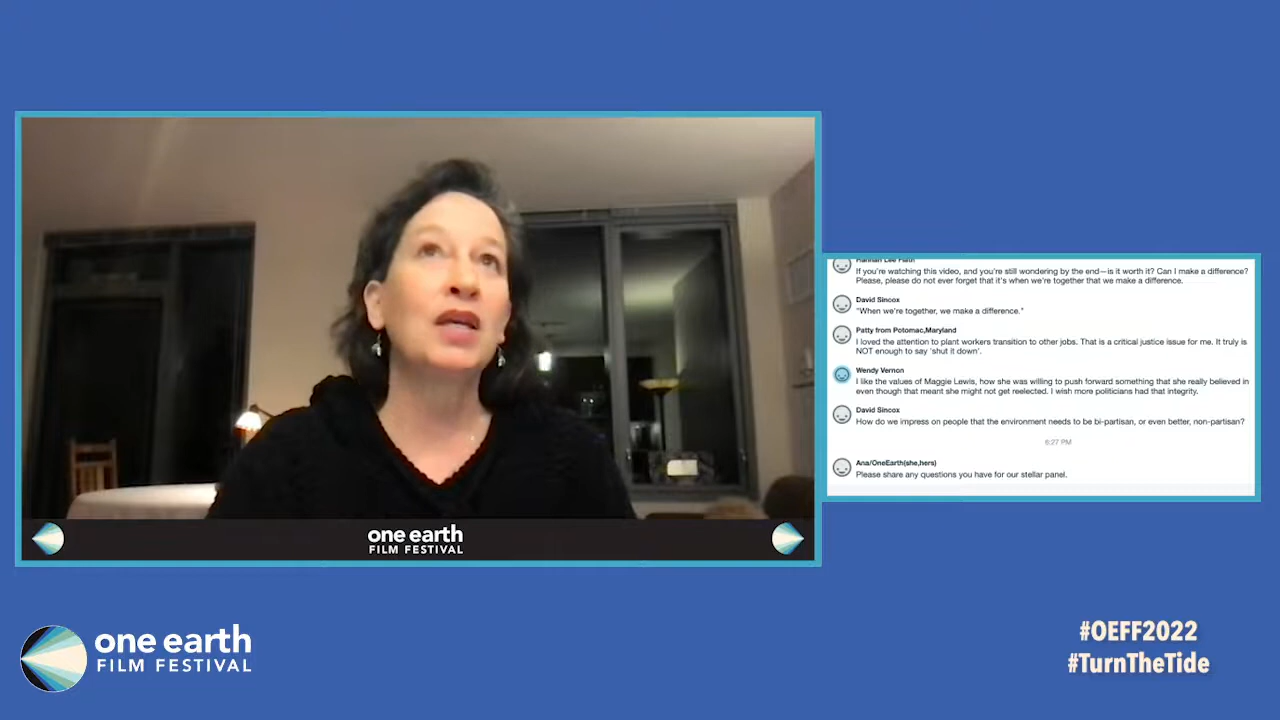 Hannah Lee Flath
If you're watching this video, and you're still wondering by the end—is it worth it? Can I make a difference?
Please, please do not ever forget that it's when we're together that we make a difference.
David Sincox
"When we're together, we make a difference."
Patty from Potomac,Maryland
I loved the attention to plant workers transition to other jobs. That is a critical justice issue for me. It truly is
NOT enough to say 'shut it down'.
Wendy Vernon
I like the values of Maggie Lewis, how she was willing to push forward something that she really believed in
even though that meant she might not get reelected. I wish more politicians had that integrity.
David Sincox
How do we impress on people that the environment needs to be bi-partisan, or even better, non-partisan?
6:27 PM
Ana/OneEarth(she,hers)
Please share any questions you have for our stellar panel.
one earth
FILM FESTIVAL
one earth
FILM FESTIVAL
#OEFF2022
#TurnTheTide